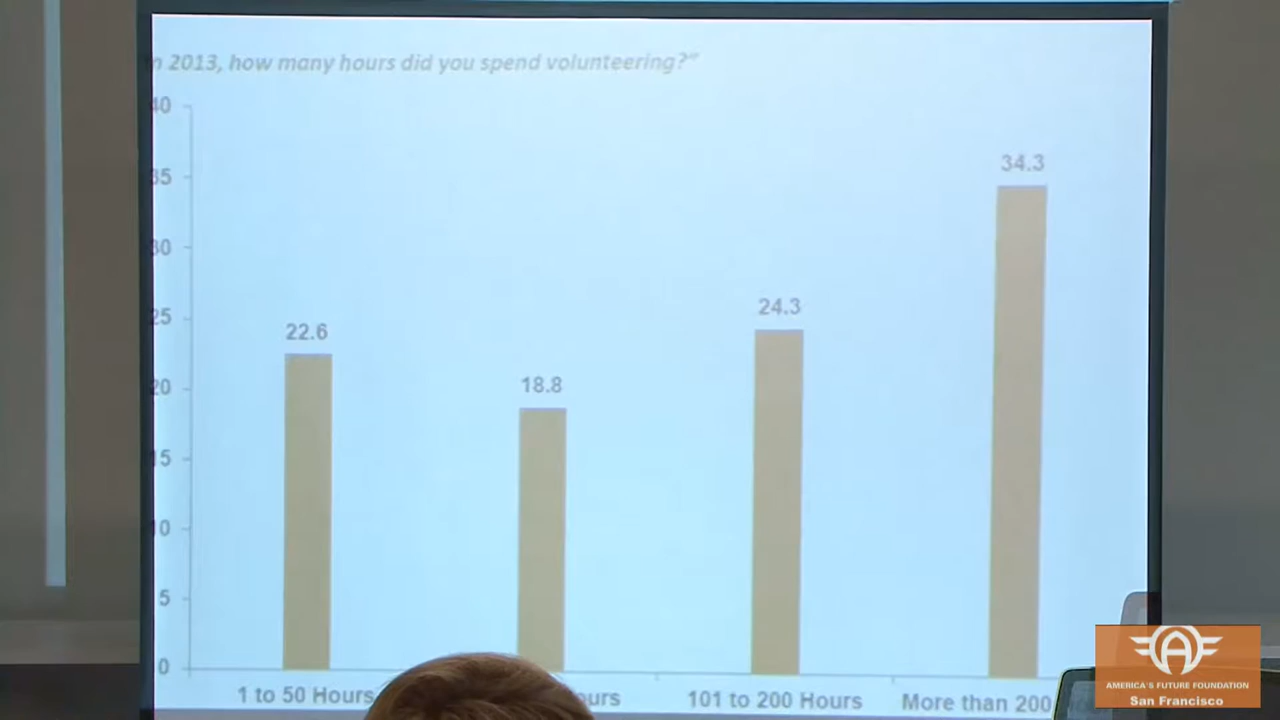 2013, how many hours did you spend volunteering?"
40
35
34.3
30
25
24.3
22.6
20
18.8
15
10
5
0
1 to 50 Hours
101 to 200 Hours
More than 200
AMERICA'S FUTURE FOUNDATION
San Francisco